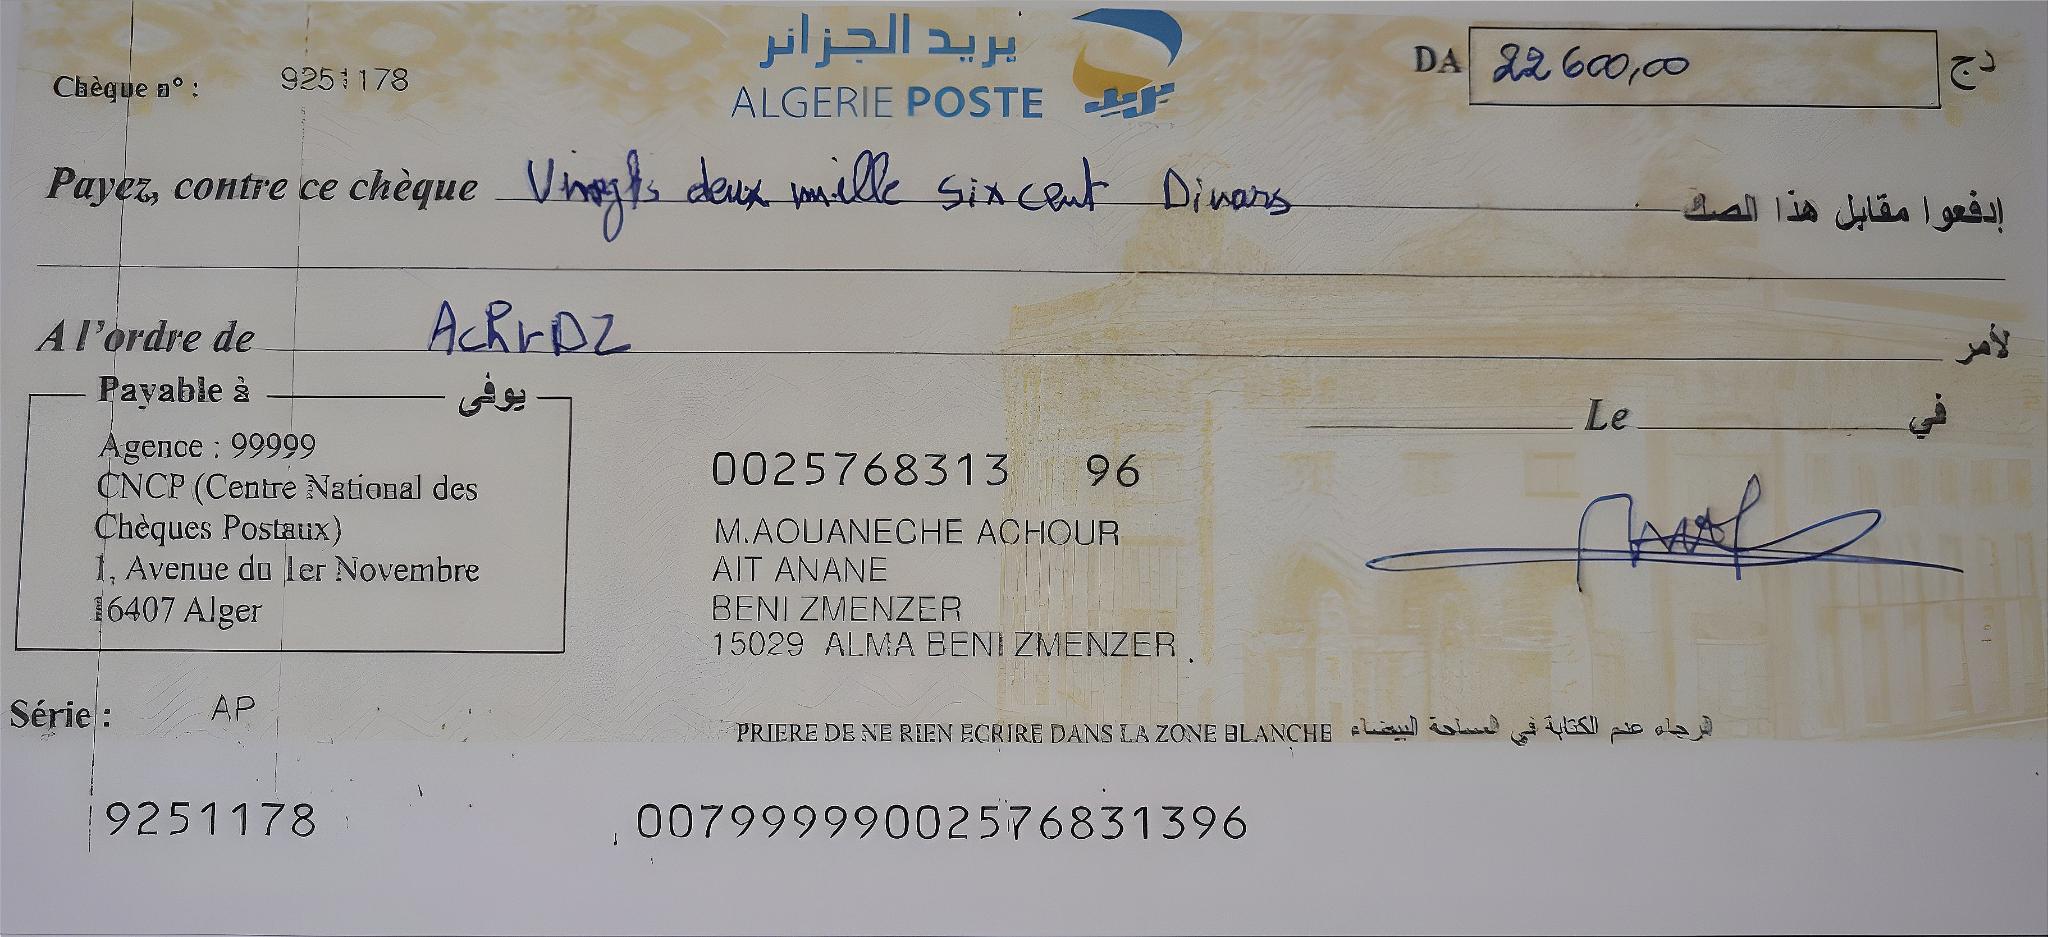 بريد الجزائر
ALGERIE POSTE
بريد
Chèque n° : 9251178
DA 22 600,00 دج
Payez, contre ce chèque Vingts deux mille six cent Dinars إدفعوا مقابل هذا الصك
A l'ordre de AchrDZ لأمر
Payable à يوفى
Agence : 99999
CNCP (Centre National des
Chèques Postaux)
1, Avenue du 1er Novembre
16407 Alger
Le في
0025768313 96
M.AOUANECHE ACHOUR
AIT ANANE
BENI ZMENZER
15029 ALMA BENI ZMENZER
Série : AP
PRIERE DE NE RIEN ECRIRE DANS LA ZONE BLANCHE الرجاء عدم الكتابة في المساحة البيضاء
9251178
00799999002576831396